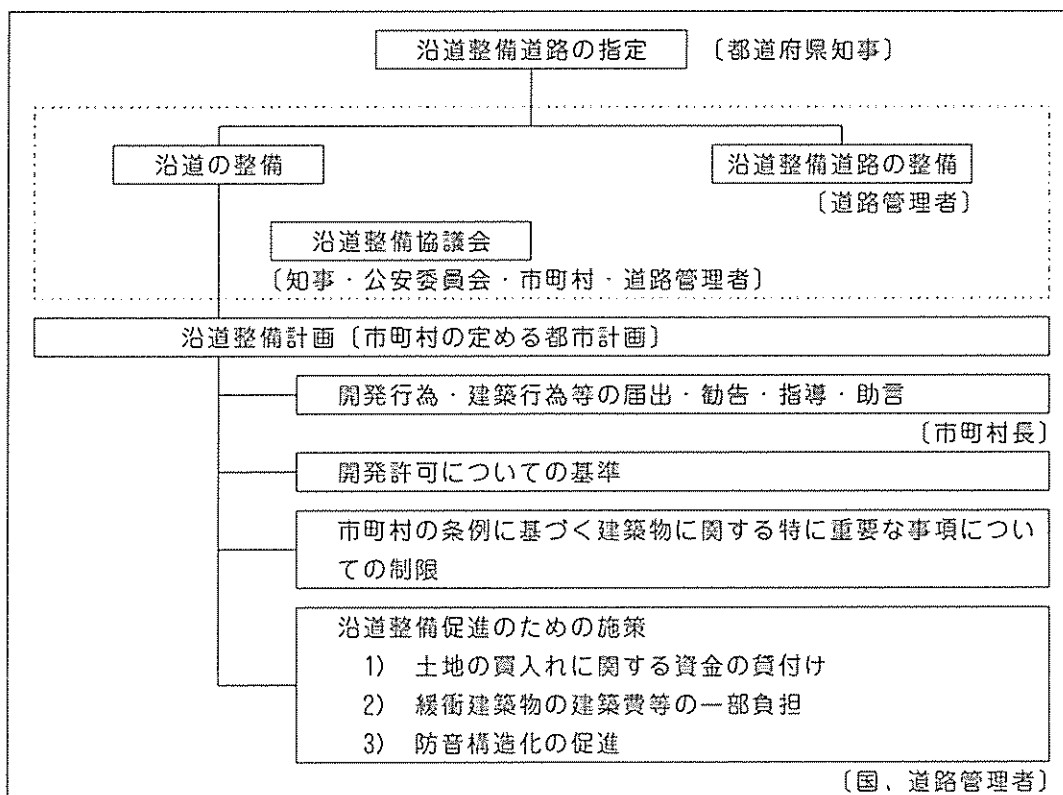 沿道整備道路の指定 〔都道府県知事〕
沿道の整備
沿道整備道路の整備
〔道路管理者〕
沿道整備協議会
〔知事・公安委員会・市町村・道路管理者〕
沿道整備計画〔市町村の定める都市計画〕
開発行為・建築行為等の届出・勧告・指導・助言
〔市町村長〕
開発許可についての基準
市町村の条例に基づく建築物に関する特に重要な事項につい
ての制限
沿道整備促進のための施策
1) 土地の買入れに関する資金の貸付け
2) 緩衝建築物の建築費等の一部負担
3) 防音構造化の促進
〔国、道路管理者〕